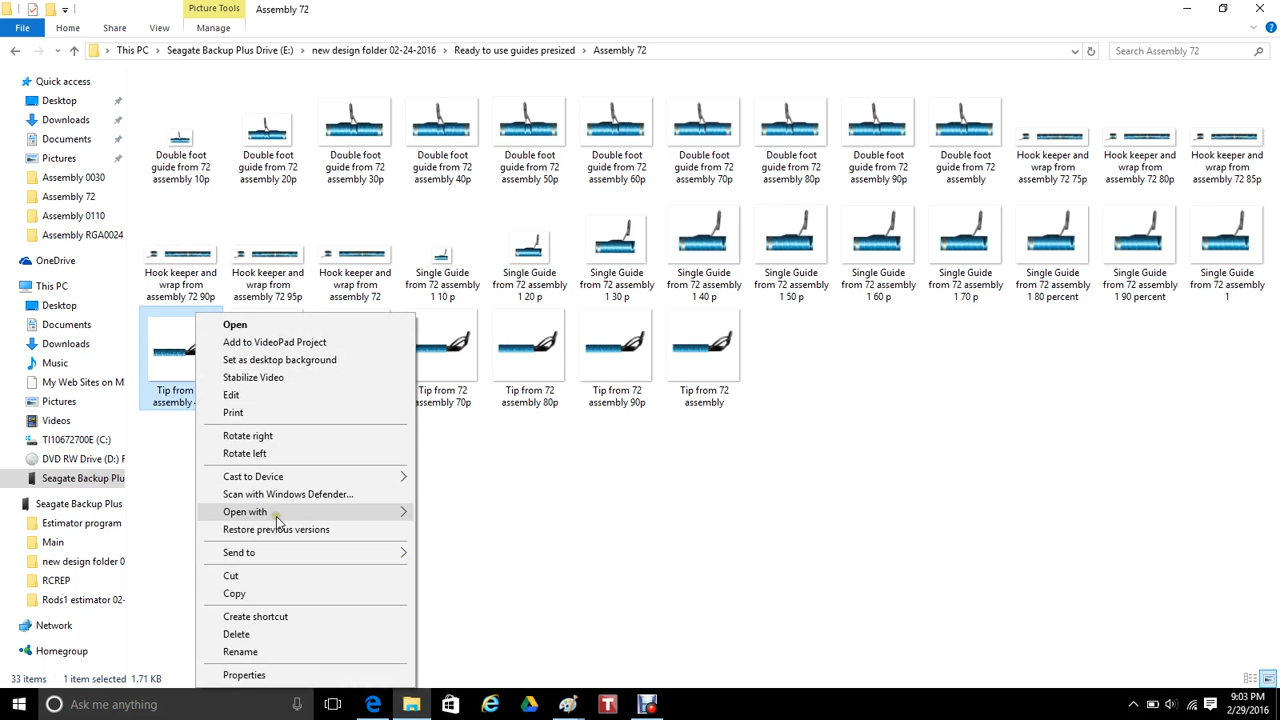 Picture Tools
Assembly 72
File
Home
Share
View
Manage
This PC
Seagate Backup Plus Drive (E:)
new design folder 02-24-2016
Ready to use guides presized
Assembly 72
Search Assembly 72
Quick access
Desktop
Downloads
Documents
Pictures
Assembly 0030
Assembly 72
Assembly 0110
Assembly RGA0024
OneDrive
This PC
Desktop
Documents
Downloads
Music
My Web Sites on M
Pictures
Videos
TI10672700E (C:)
DVD RW Drive (D:) F
Seagate Backup Plu
Seagate Backup Plus
Estimator program
Main
new design folder 0
RCREP
Rods1 estimator 02-
Network
Homegroup
Double foot
guide from 72
assembly 10p
Double foot
guide from 72
assembly 20p
Double foot
guide from 72
assembly 30p
Double foot
guide from 72
assembly 40p
Double foot
guide from 72
assembly 50p
Double foot
guide from 72
assembly 60p
Double foot
guide from 72
assembly 70p
Double foot
guide from 72
assembly 80p
Double foot
guide from 72
assembly 90p
Double foot
guide from 72
assembly
Hook keeper and
wrap from
assembly 72 75p
Hook keeper and
wrap from
assembly 72 80p
Hook keeper and
wrap from
assembly 72 85p
Hook keeper and
wrap from
assembly 72 90p
Hook keeper and
wrap from
assembly 72 95p
Hook keeper and
wrap from
assembly 72
Single Guide
from 72 assembly
1 10 p
Single Guide
from 72 assembly
1 20 p
Single Guide
from 72 assembly
1 30 p
Single Guide
from 72 assembly
1 40 p
Single Guide
from 72 assembly
1 50 p
Single Guide
from 72 assembly
1 60 p
Single Guide
from 72 assembly
1 70 p
Single Guide
from 72 assembly
1 80 percent
Single Guide
from 72 assembly
1 90 percent
Single Guide
from 72 assembly
1
Tip from
assembly
Tip from 72
assembly 70p
Tip from 72
assembly 80p
Tip from 72
assembly 90p
Tip from 72
assembly
Open
Add to VideoPad Project
Set as desktop background
Stabilize Video
Edit
Print
Rotate right
Rotate left
Cast to Device
Scan with Windows Defender...
Open with
Restore previous versions
Send to
Cut
Copy
Create shortcut
Delete
Rename
Properties
33 items
1 item selected 1.71 KB
Ask me anything
9:03 PM
2/29/2016